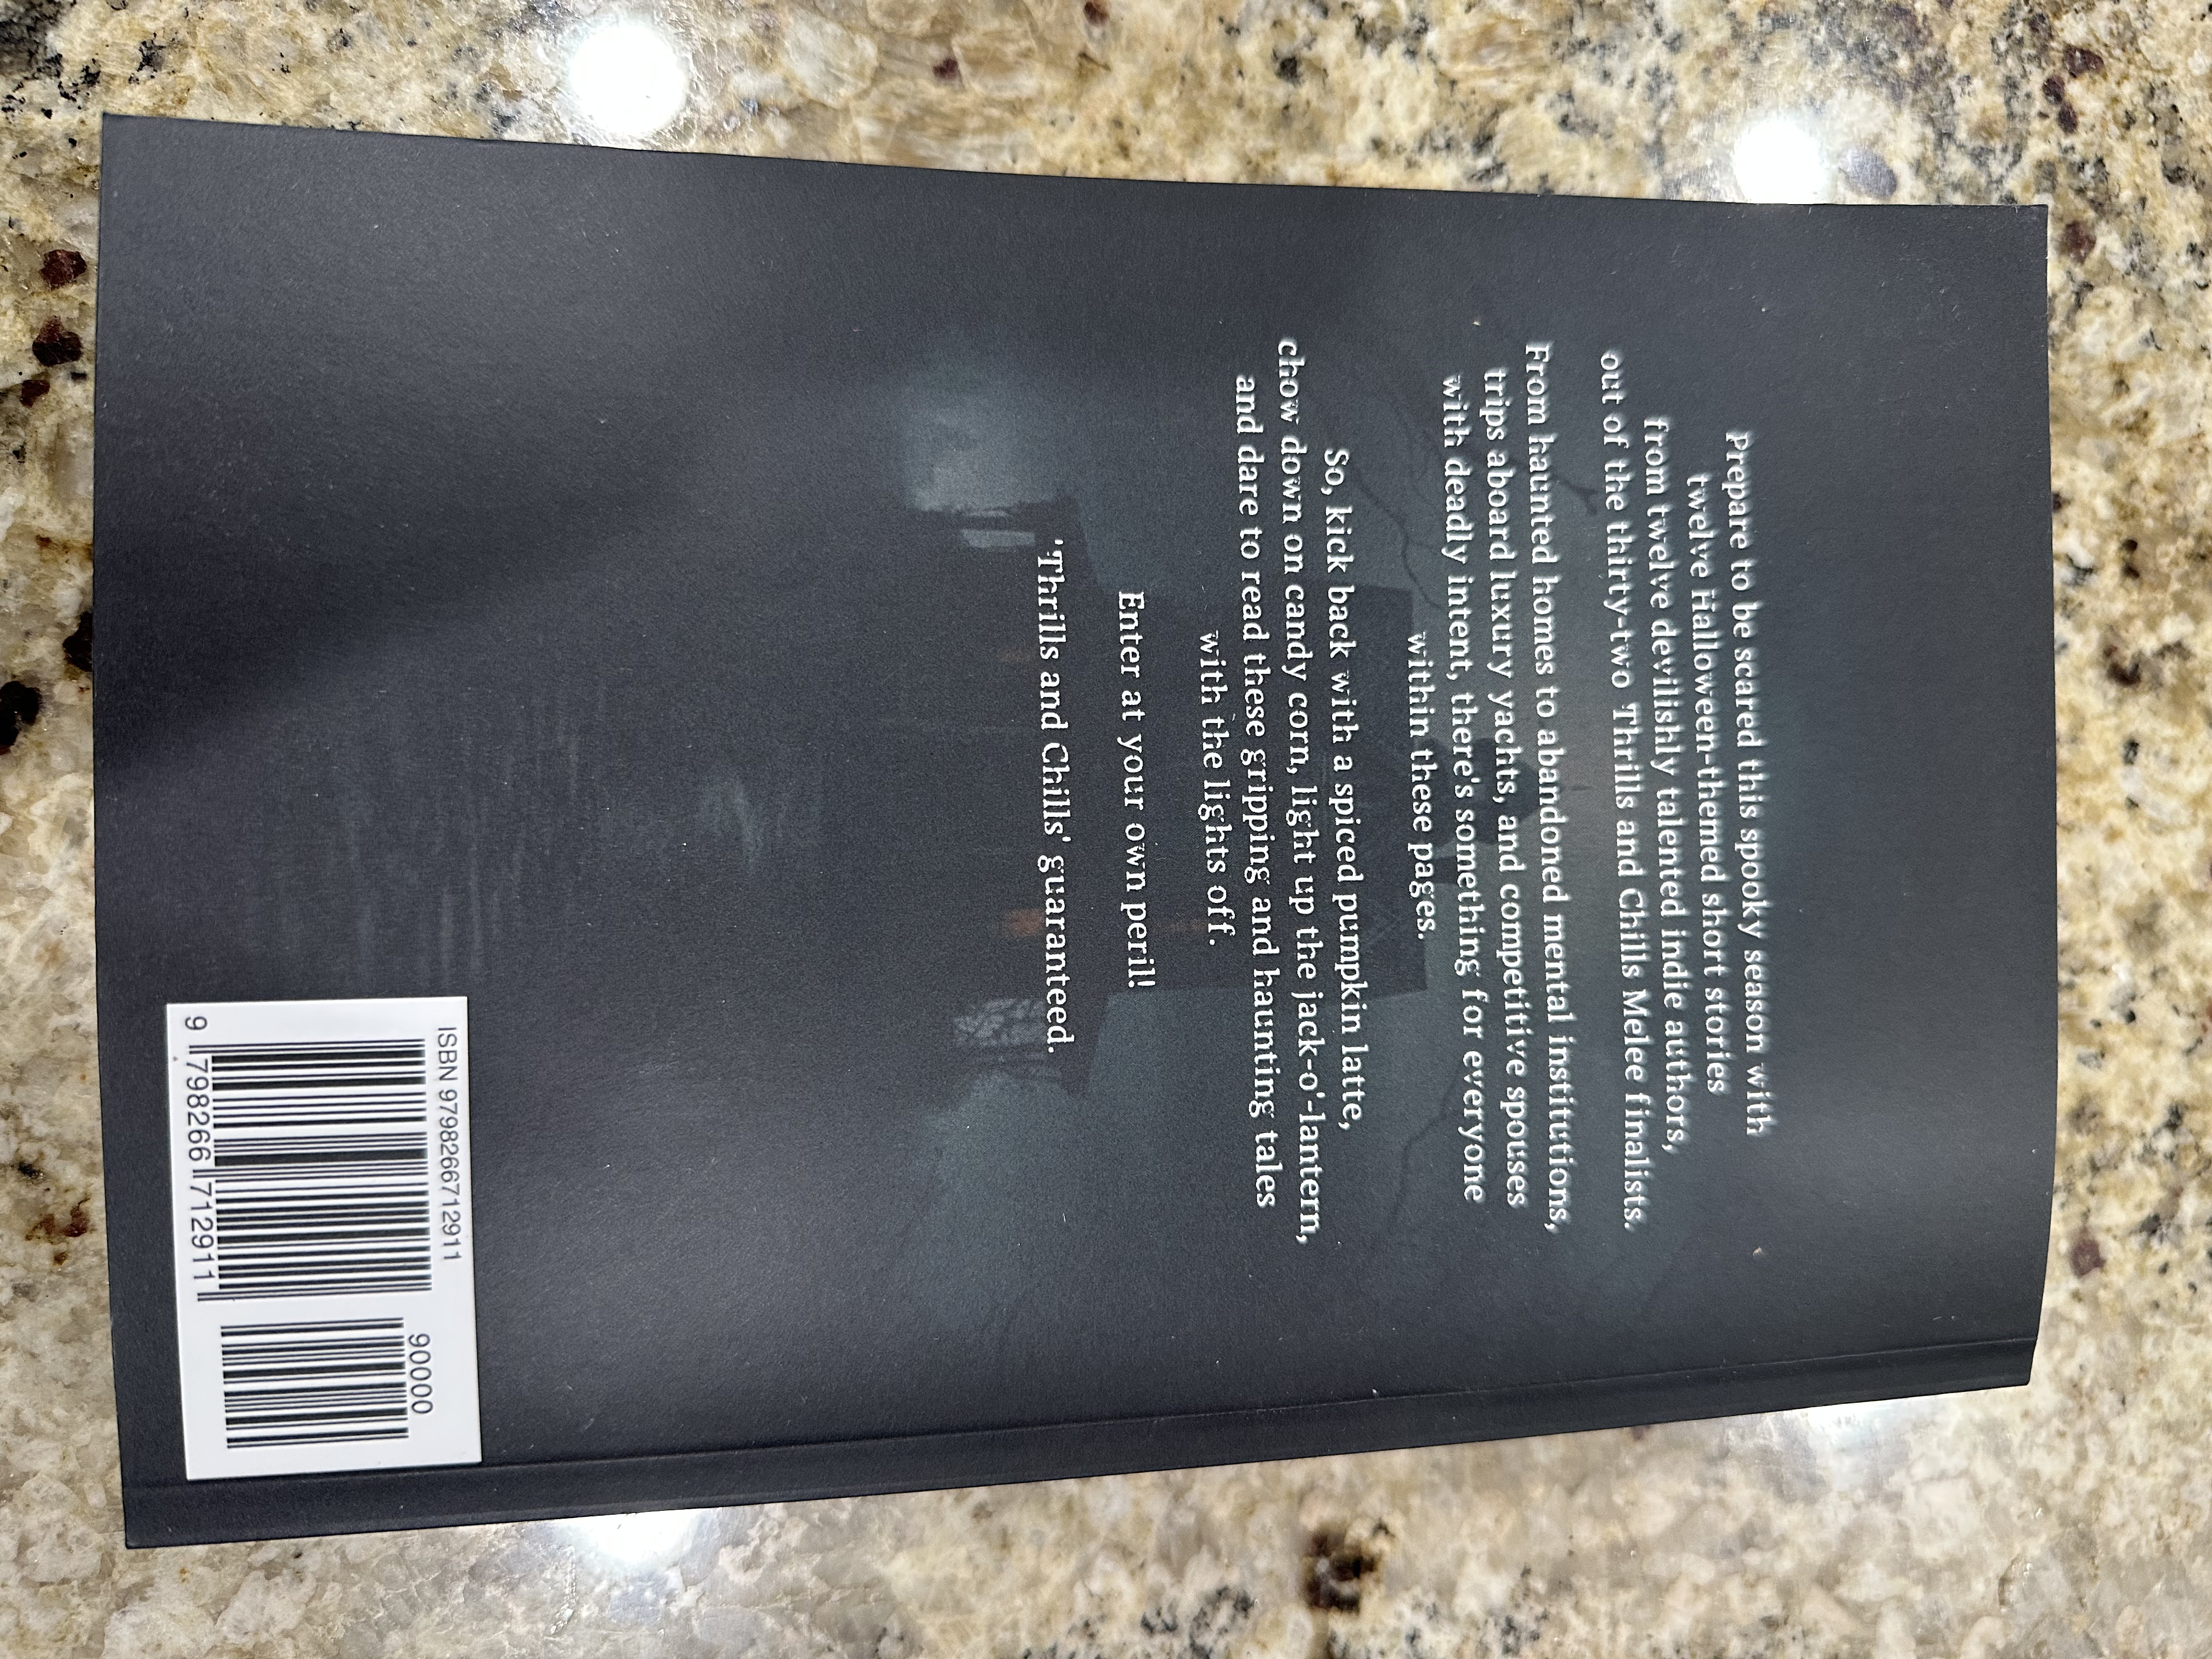 Prepare to be scared this spooky season with
twelve Halloween-themed short stories
from twelve devilishly talented indie authors,
out of the thirty-two Thrills and Chills Melee finalists.
From haunted homes to abandoned mental institutions,
trips aboard luxury yachts, and competitive spouses
with deadly intent, there's something for everyone
within these pages.
So, kick back with a spiced pumpkin latte,
chow down on candy corn, light up the jack-o'-lantern,
and dare to read these gripping and haunting tales
with the lights off.
Enter at your own peril!
'Thrills and Chills' guaranteed.
ISBN 9798266712911
90000
9 798266 712911